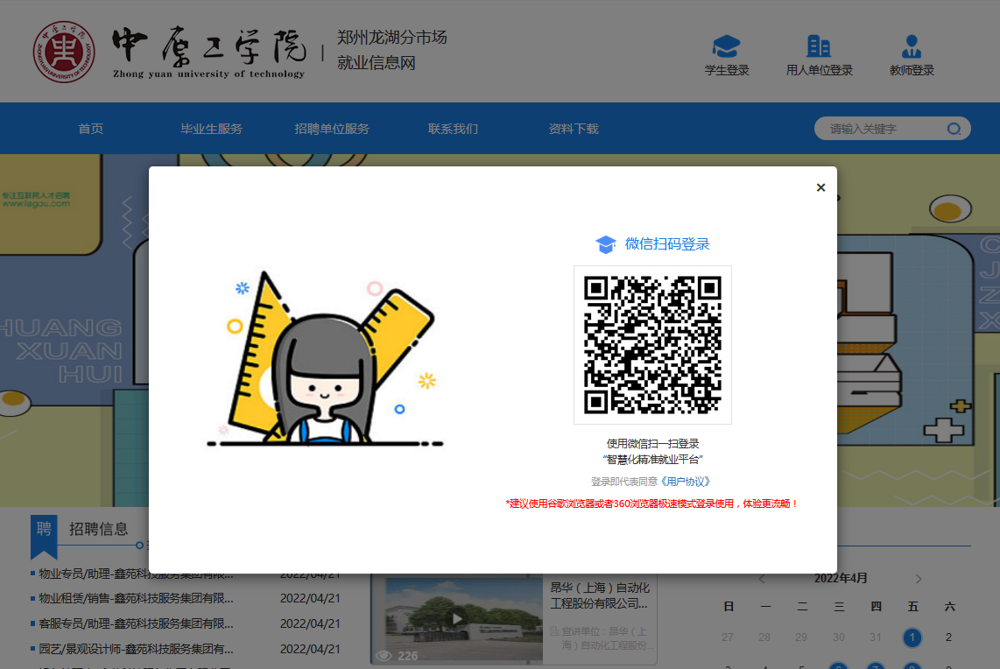 中原工学院
Zhong yuan university of technology
郑州龙湖分市场
就业信息网
学生登录
用人单位登录
教师登录
首页
毕业生服务
招聘单位服务
联系我们
资料下载
请输入关键字
专注互联网人才招聘
www.lagou.com
HUANG
XUAN
HUI
微信扫码登录
使用微信扫一扫登录
“智慧化精准就业平台”
登录即代表同意《用户协议》
*建议使用谷歌浏览器或者360浏览器极速模式登录使用，体验更流畅！
聘
招聘信息
物业专员/助理-鑫苑科技服务集团有限...
2022/04/21
物业租赁/销售-鑫苑科技服务集团有限...
2022/04/21
客服专员/助理-鑫苑科技服务集团有限...
2022/04/21
园艺/景观设计师-鑫苑科技服务集团有...
2022/04/21
226
昂华（上海）自动化
工程股份有限公司...
宣讲单位：昂华（上
海）自动化工程股份...
2022年4月
日 一 二 三 四 五 六
27 28 29 30 31 1 2